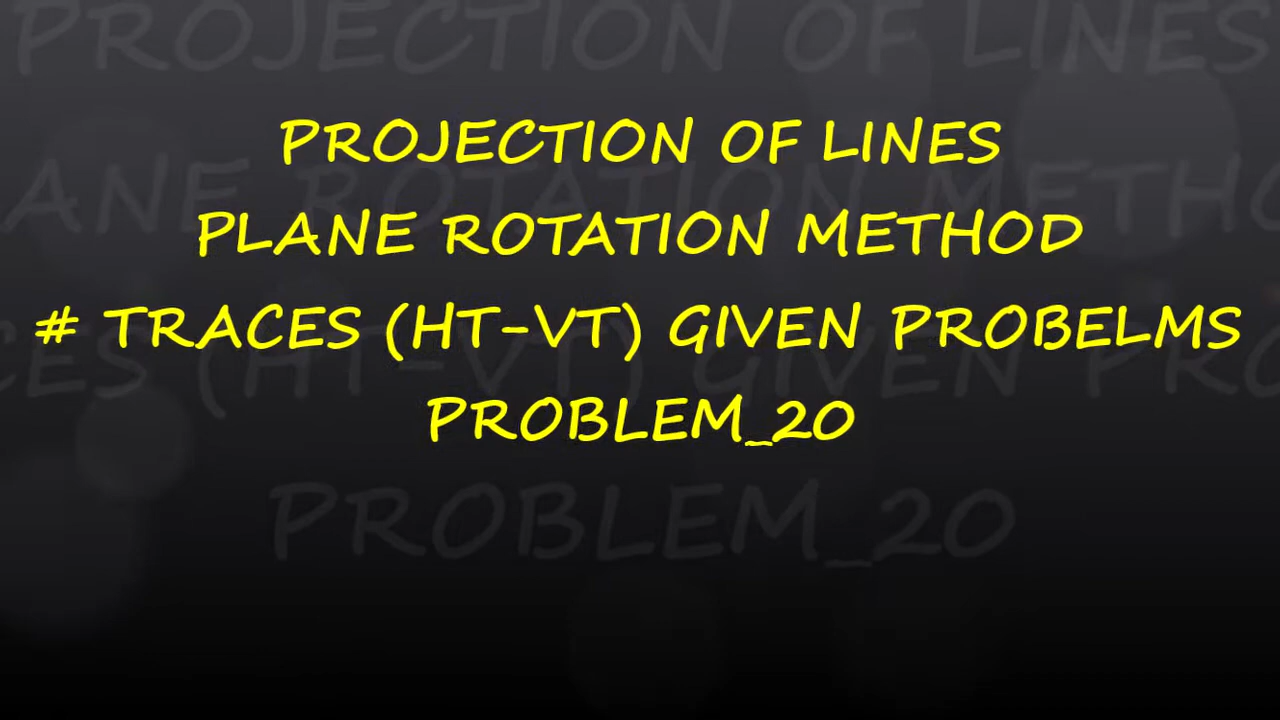 PROJECTION OF LINES
PLANE ROTATION METHOD
# TRACES (HT-VT) GIVEN PROBELMS
PROBLEM_20